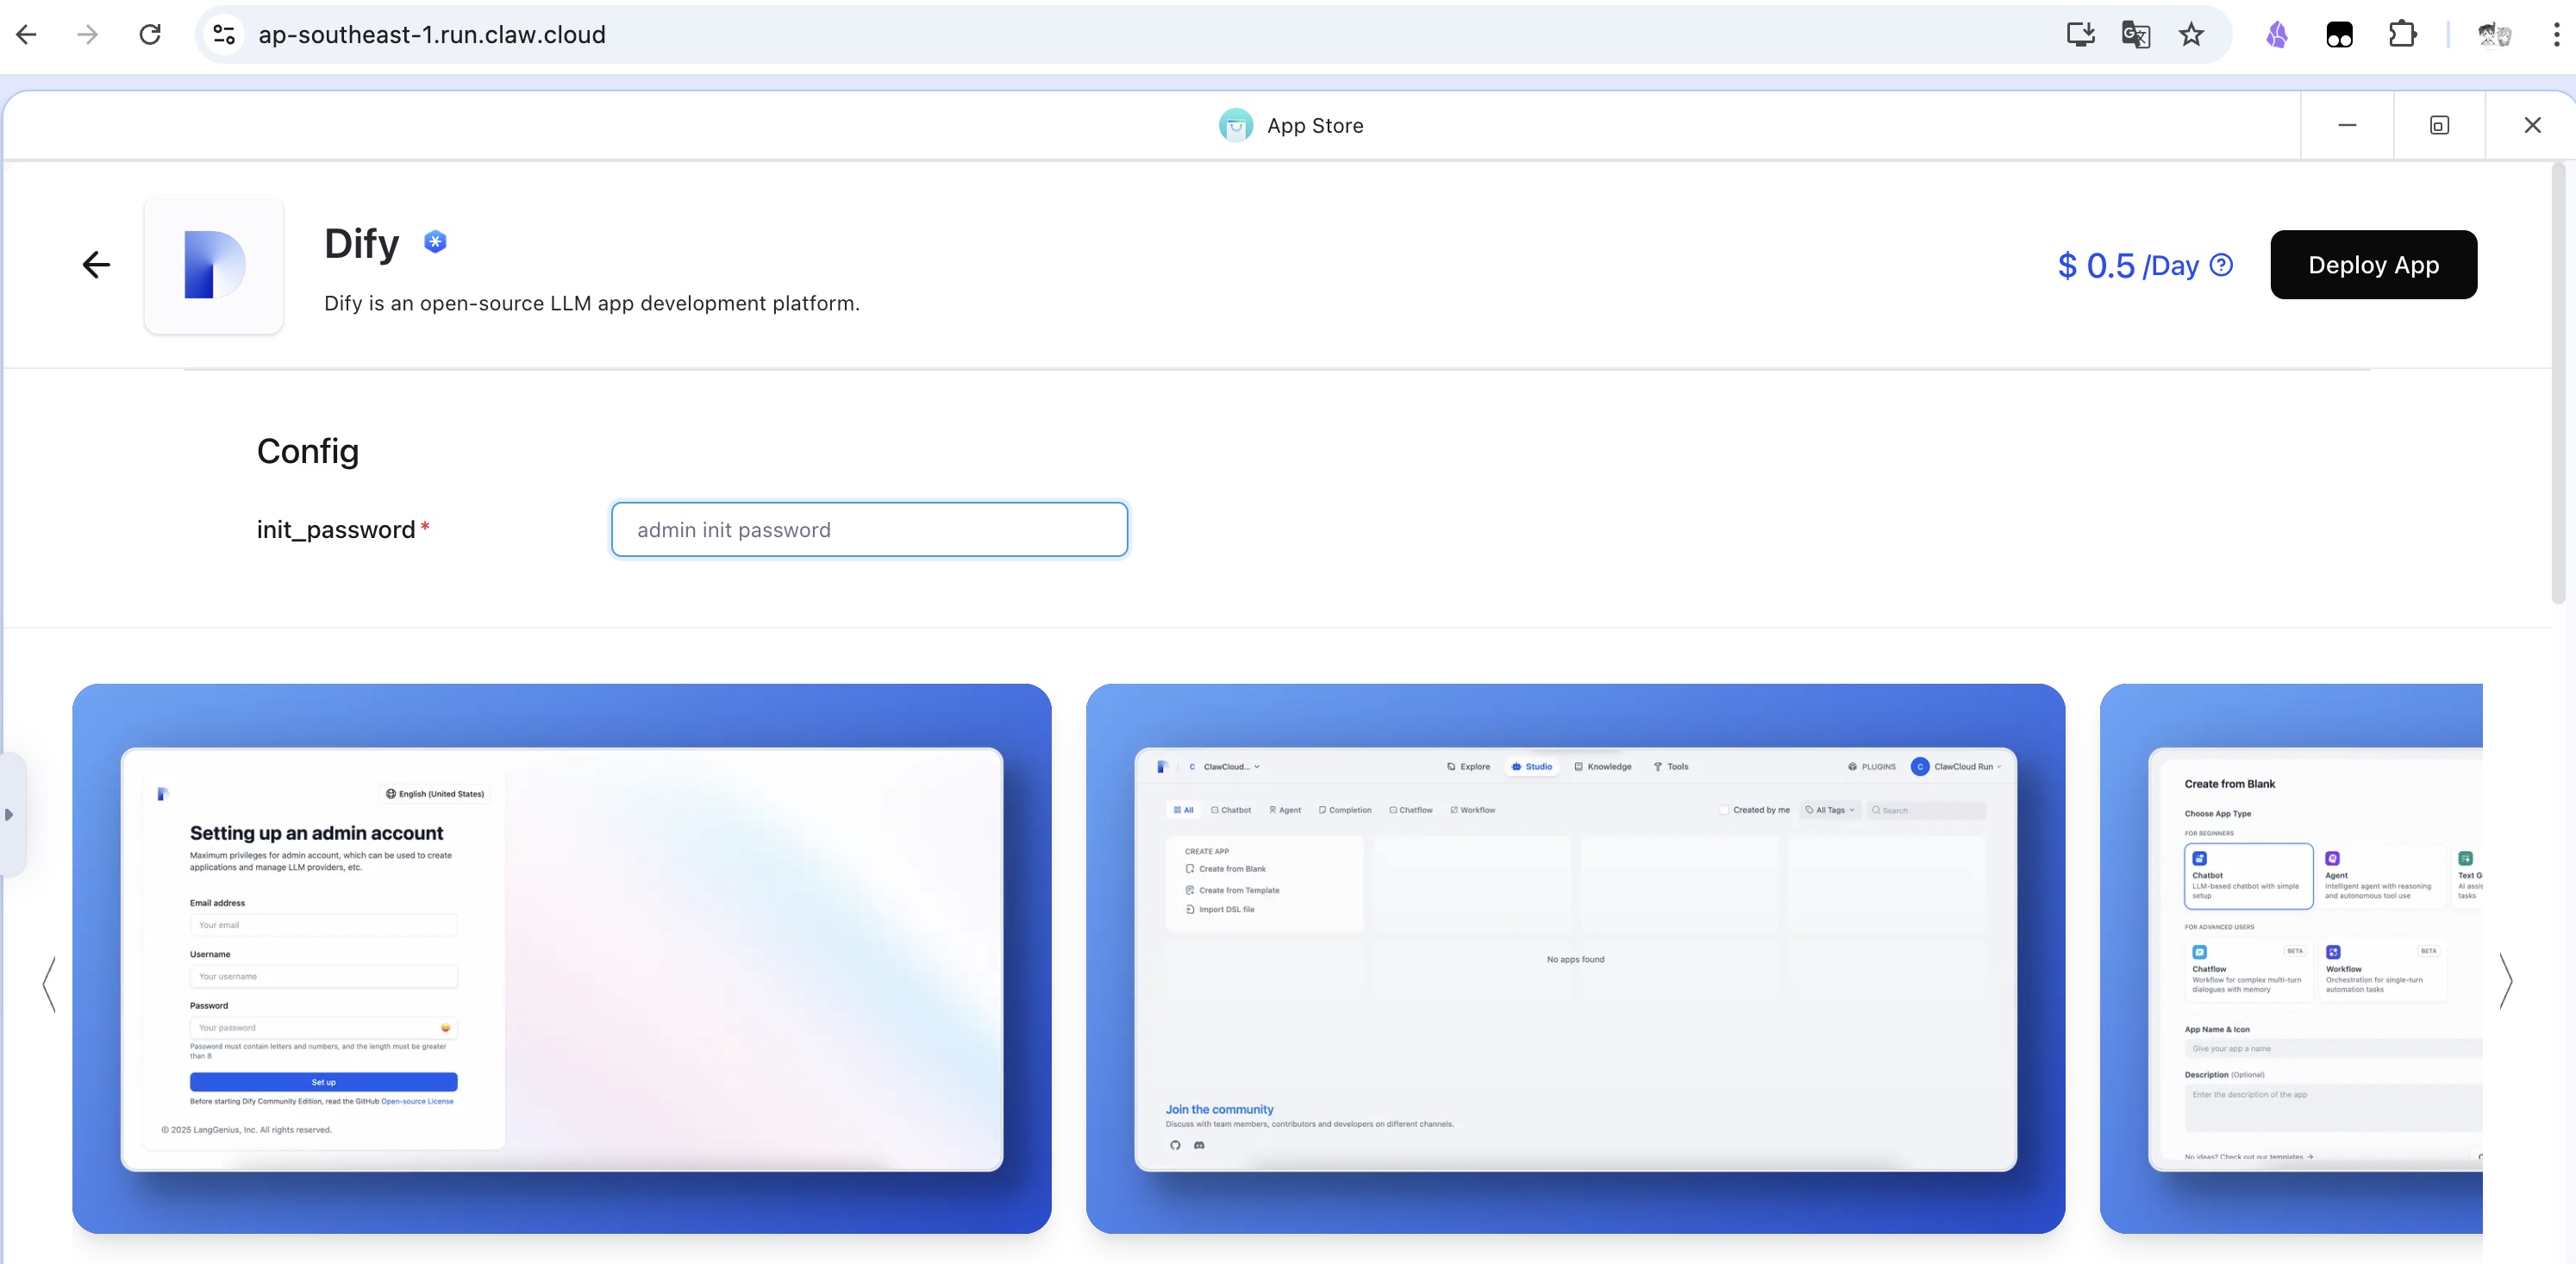 ap-southeast-1.run.claw.cloud
App Store
Dify
Dify is an open-source LLM app development platform.
$ 0.5 /Day
Deploy App
Config
init_password*
admin init password
English (United States)
Setting up an admin account
Maximum privileges for admin account, which can be used to create
applications and manage LLM providers, etc.
Email address
Your email
Username
Your username
Password
Your password
Password must contain letters and numbers, and the length must be greater
than 8
Set up
Before starting Dify Community Edition, read the GitHub Open-source License
© 2025 LangGenius, Inc. All rights reserved.
C ClawCloud...
Explore Studio Knowledge Tools
PLUGINS C ClawCloud Run
All Chatbot Agent Completion Chatflow Workflow
Created by me All Tags Search
CREATE APP
Create from Blank
Create from Template
Import DSL file
No apps found
Join the community
Discuss with team members, contributors and developers on different channels.
Create from Blank
Choose App Type
FOR BEGINNERS
Chatbot
LLM-based chatbot with simple
setup
Agent
Intelligent agent with reasoning
and autonomous tool use
Text G
AI assis
tasks
FOR ADVANCED USERS
BETA
Chatflow
Workflow for complex multi-turn
dialogues with memory
BETA
Workflow
Orchestration for single-turn
automation tasks
App Name & Icon
Give your app a name
Description (Optional)
Enter the description of the app
No ideas? Check out our templates →